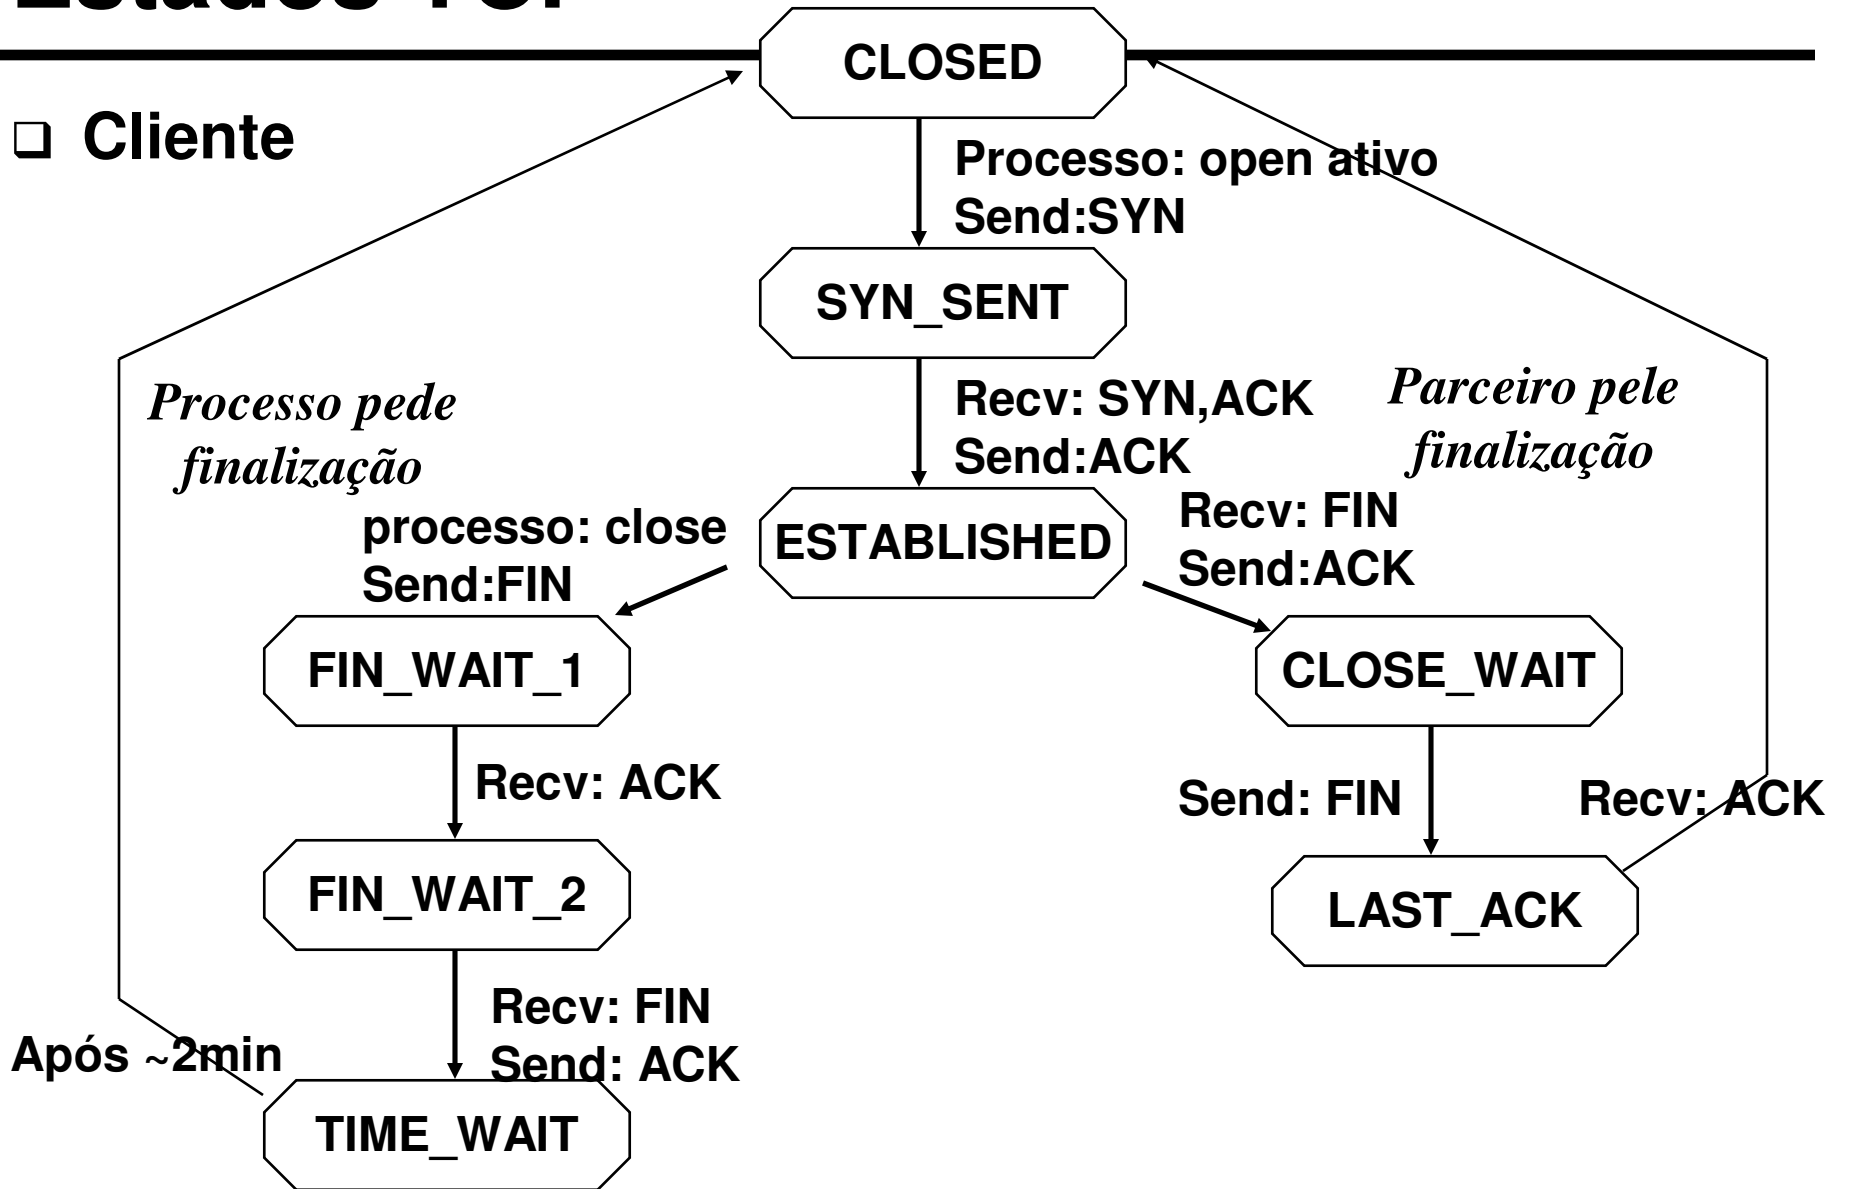 Estados TCP
CLOSED
❑ Cliente
Processo: open ativo
Send:SYN
SYN_SENT
Processo pede
finalização
Recv: SYN,ACK
Send:ACK
Parceiro pele
finalização
processo: close
Send:FIN
ESTABLISHED
Recv: FIN
Send:ACK
FIN_WAIT_1
CLOSE_WAIT
Recv: ACK
Send: FIN
Recv: ACK
FIN_WAIT_2
LAST_ACK
Recv: FIN
Send: ACK
Após ~2min
TIME_WAIT